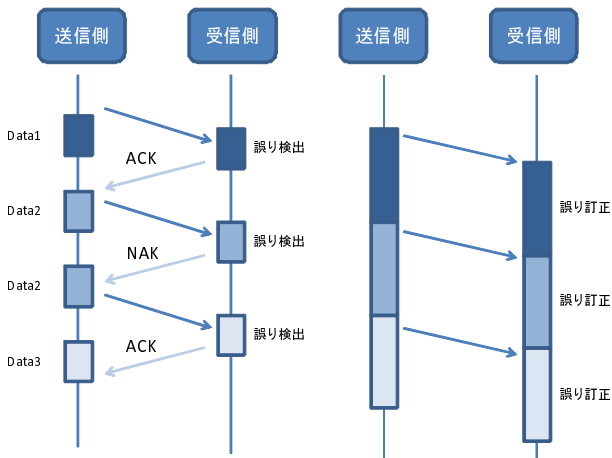 送信側
受信側
送信側
受信側
Data1
誤り検出
ACK
Data2
誤り検出
NAK
Data2
誤り検出
ACK
Data3
誤り訂正
誤り訂正
誤り訂正